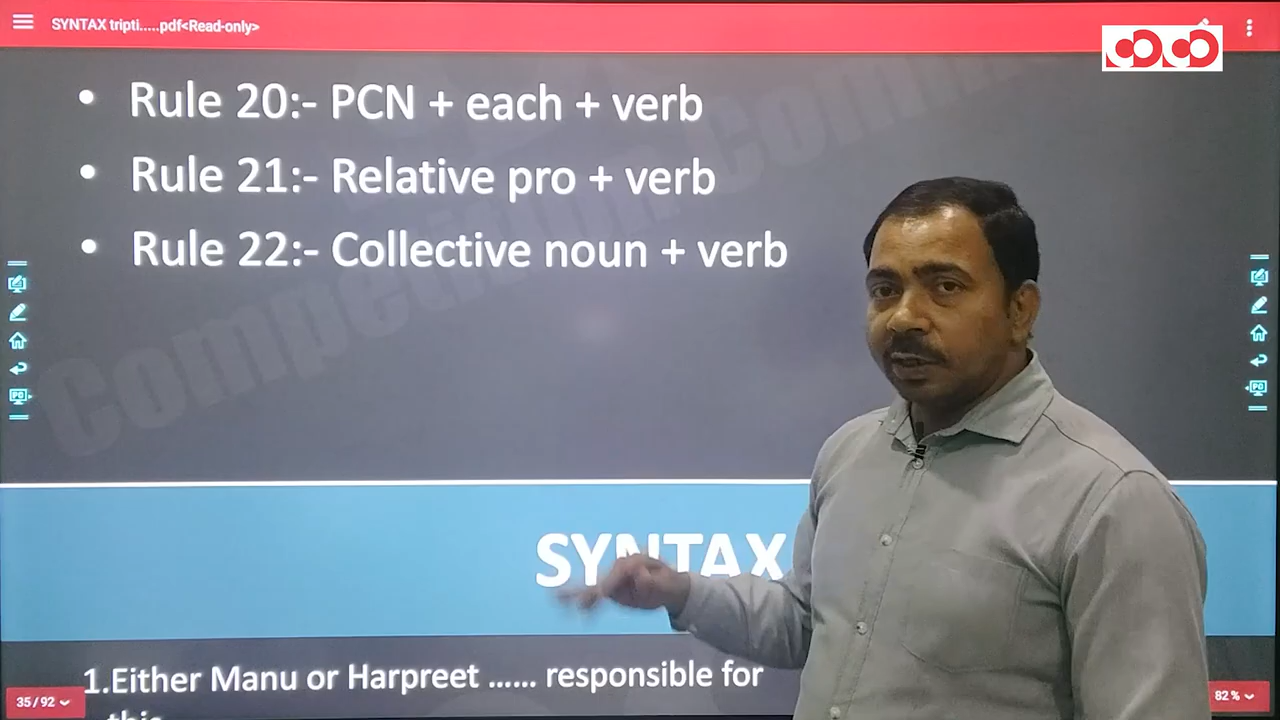 SYNTAX tripti.....pdf<Read-only>
• Rule 20:- PCN + each + verb
• Rule 21:- Relative pro + verb
• Rule 22:- Collective noun + verb
SYNTAX
1.Either Manu or Harpreet ...... responsible for
this
35 / 92
82 %